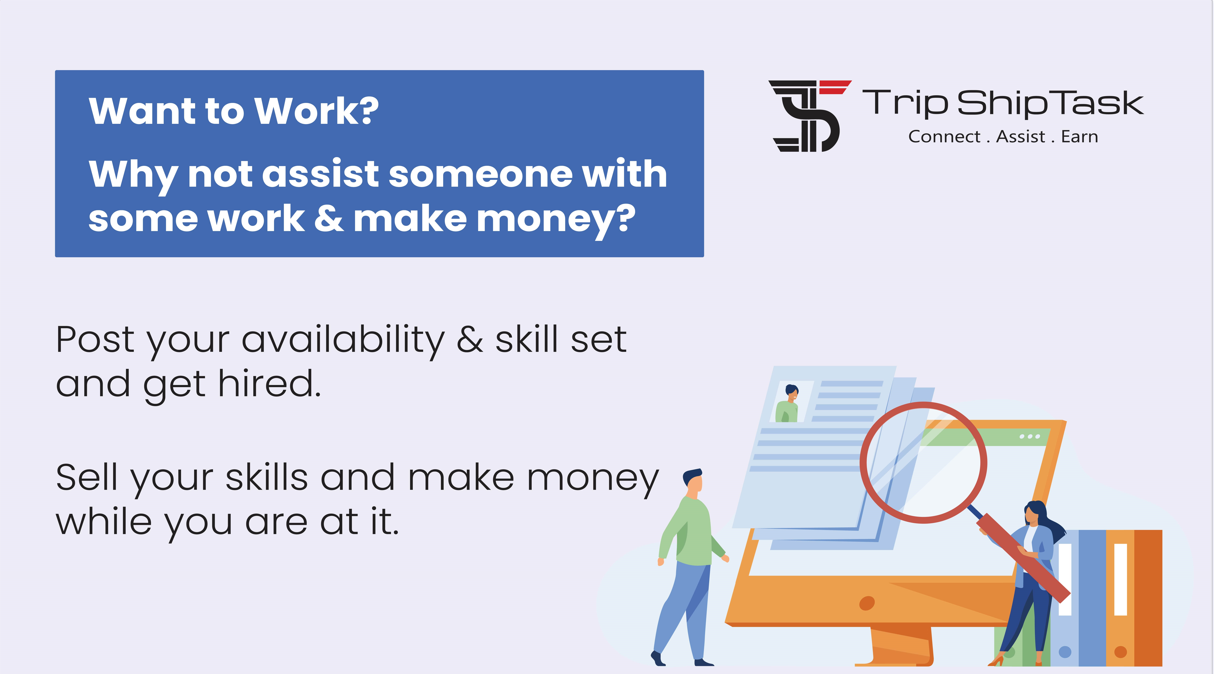 Want to Work?
Why not assist someone with
some work & make money?
Trip ShipTask
Connect . Assist . Earn
Post your availability & skill set
and get hired.
Sell your skills and make money
while you are at it.